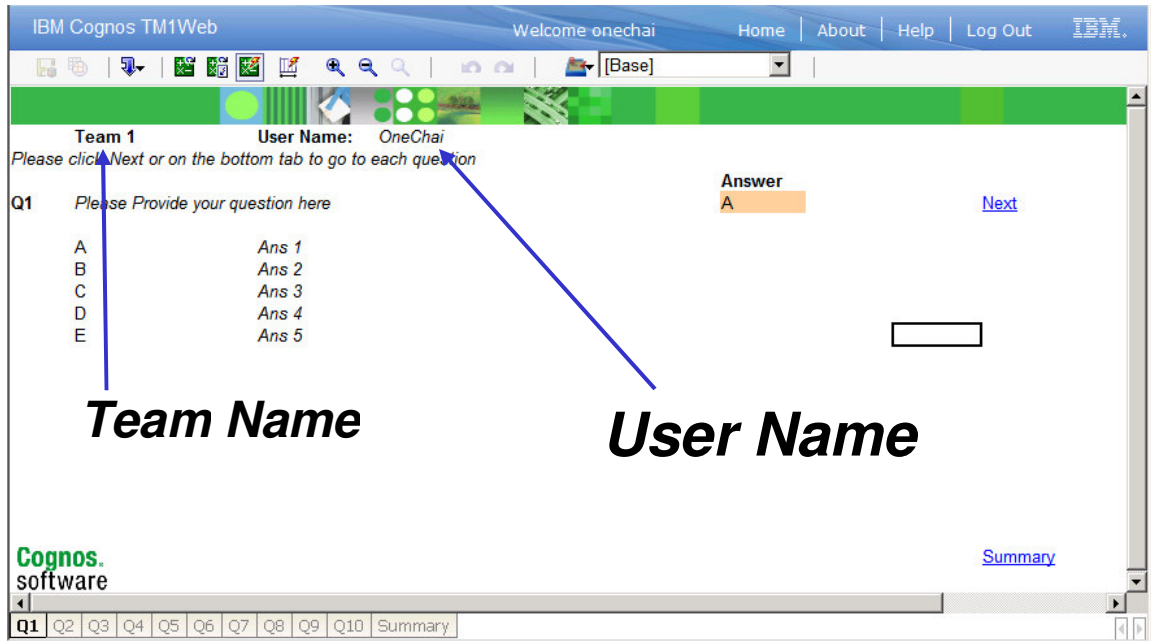 IBM Cognos TM1Web Welcome onechai Home About Help Log Out IBM.
[Base]
Team 1 User Name: OneChai
Please click Next or on the bottom tab to go to each question
Answer
Q1 Please Provide your question here A Next
A Ans 1
B Ans 2
C Ans 3
D Ans 4
E Ans 5
Team Name User Name
Cognos. Summary
software
Q1 Q2 Q3 Q4 Q5 Q6 Q7 Q8 Q9 Q10 Summary